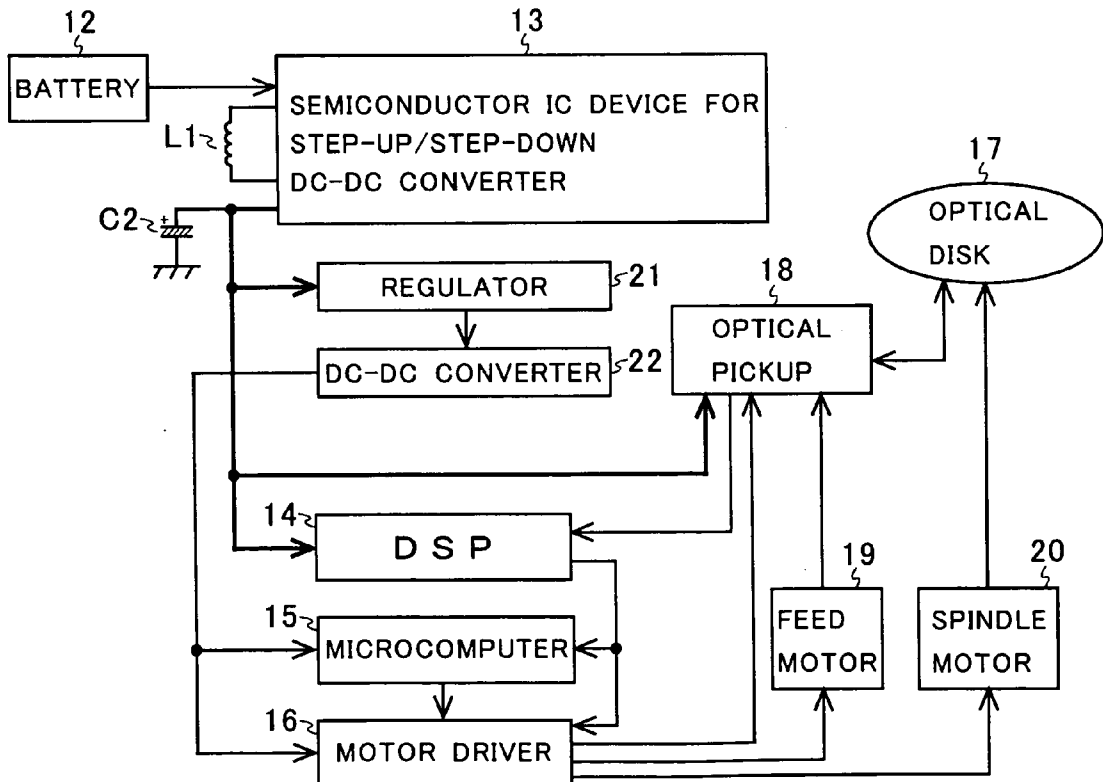 12
BATTERY
13
SEMICONDUCTOR IC DEVICE FOR
STEP-UP/STEP-DOWN
DC-DC CONVERTER
L1
C2
+
17
OPTICAL
DISK
REGULATOR
21
18
OPTICAL
PICKUP
DC-DC CONVERTER
22
14
DSP
19
FEED
MOTOR
20
SPINDLE
MOTOR
15
MICROCOMPUTER
16
MOTOR DRIVER